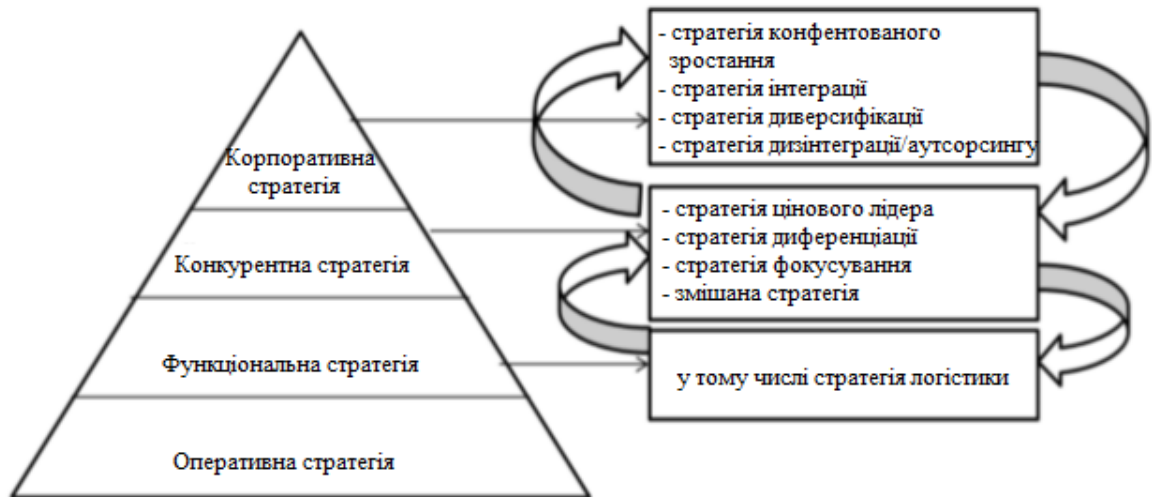 Корпоративна
стратегія
Конкурентна стратегія
Функціональна стратегія
Оперативна стратегія
- стратегія конфентованого
зростання
- стратегія інтеграції
- стратегія диверсифікації
- стратегія дизінтеграції/аутсорсингу
- стратегія цінового лідера
- стратегія диференціації
- стратегія фокусування
- змішана стратегія
у тому числі стратегія логістики